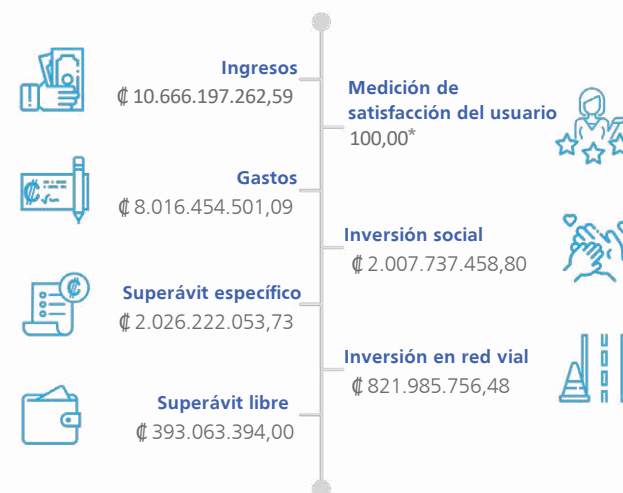 Ingresos
₡ 10.666.197.262,59
Medición de
satisfacción del usuario
100,00*
Gastos
₡ 8.016.454.501,09
Inversión social
₡ 2.007.737.458,80
Superávit específico
₡ 2.026.222.053,73
Inversión en red vial
₡ 821.985.756,48
Superávit libre
₡ 393.063.394,00